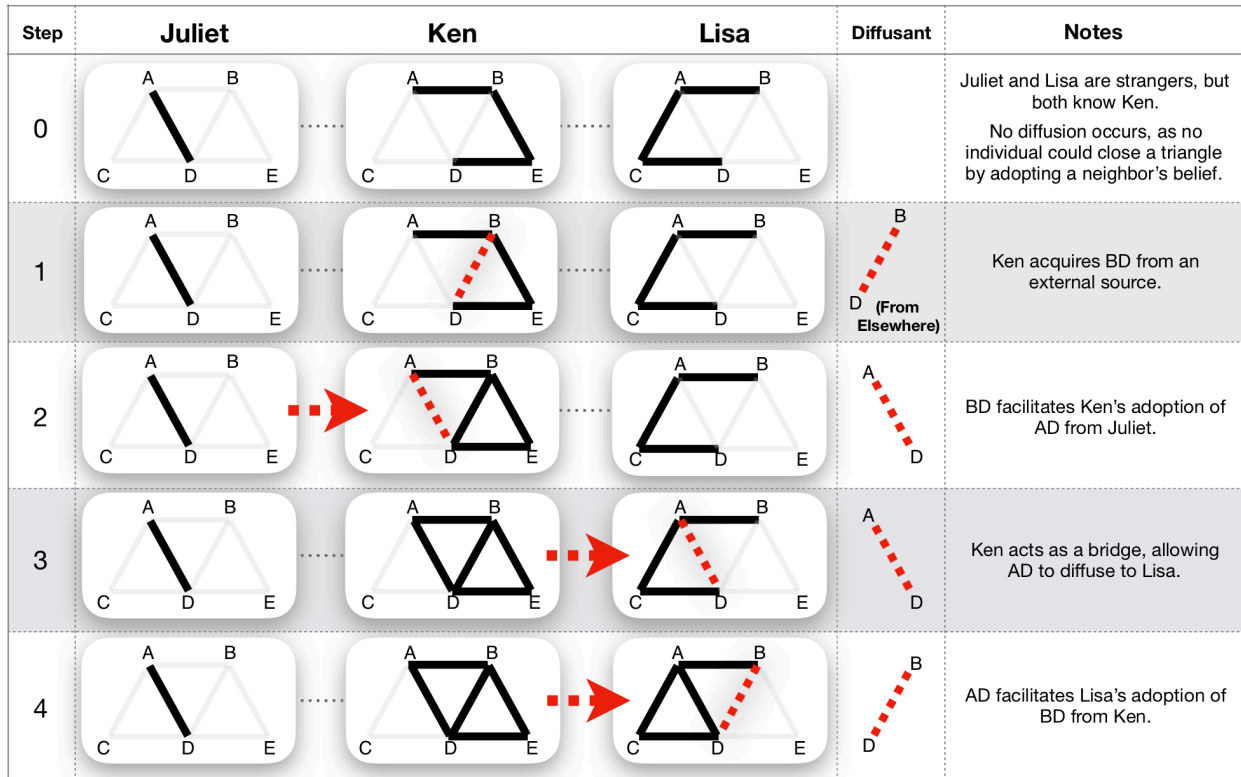 Step Juliet Ken Lisa Diffusant Notes
0
A B
C D E
A B
D E
A B
C D E
Juliet and Lisa are strangers, but
both know Ken.
No diffusion occurs, as no
individual could close a triangle
by adopting a neighbor's belief.
1
A B
C D E
A B
C D E
A B
C D E
B
D
(From
Elsewhere)
Ken acquires BD from an
external source.
2
A B
C D E
A B
C D E
A B
C D E
A
D
BD facilitates Ken's adoption of
AD from Juliet.
3
A B
C D E
A B
C D E
A B
C D E
A
D
Ken acts as a bridge, allowing
AD to diffuse to Lisa.
4
A B
C D E
A B
C D E
A B
C D E
B
D
AD facilitates Lisa's adoption of
BD from Ken.